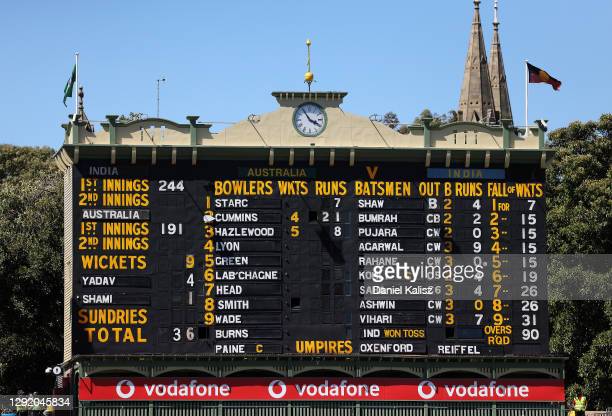 INDIA AUSTRALIA V INDIA
1ST INNINGS 244 BOWLERS WKTS RUNS BATSMEN OUT B RUNS FALL OF WKTS
2ND INNINGS 1 STARC 7 SHAW B 2 4 1 FOR 7
AUSTRALIA 2 CUMMINS 4 21 BUMRAH CB 2 2 2 15
1ST INNINGS 191 3 HAZLEWOOD 5 8 PUJARA CW 2 0 3 15
2ND INNINGS 4 LYON AGARWAL CW 3 9 4 15
WICKETS 9 5 GREEN RAHANE CW 3 0 5 15
YADAV 4 6 LAB'CHAGNE 6
SHAMI 1 7 HEAD 7 26
SUNDRIES 8 SMITH ASHWIN CW 3 0 8 26
TOTAL 36 9 WADE VIHARI CW 3 8 9 31
BURNS IND WON TOSS OVERS 90
PAINE C UMPIRES OXENFORD REIFFEL RQD
vodafone vodafone vodafone
gettyimages
Daniel Kalisz
1290545834